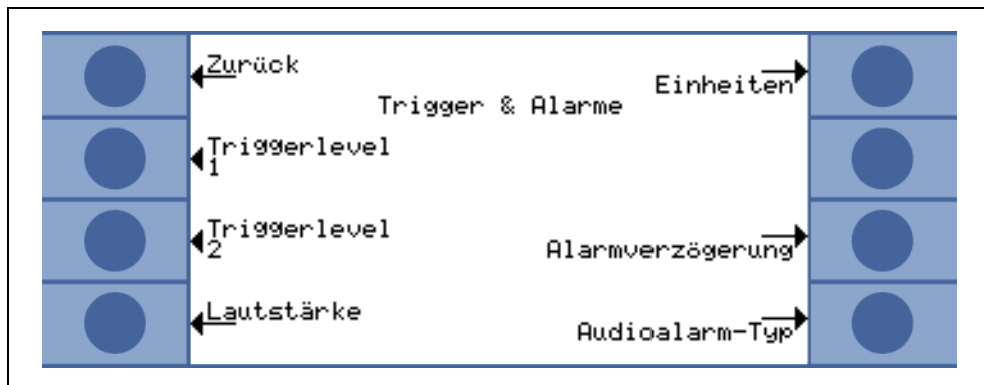 Zurück
Einheiten
Trigger & Alarme
Triggerlevel
1
Triggerlevel
2
Alarmverzögerung
Lautstärke
Audioalarm-Typ